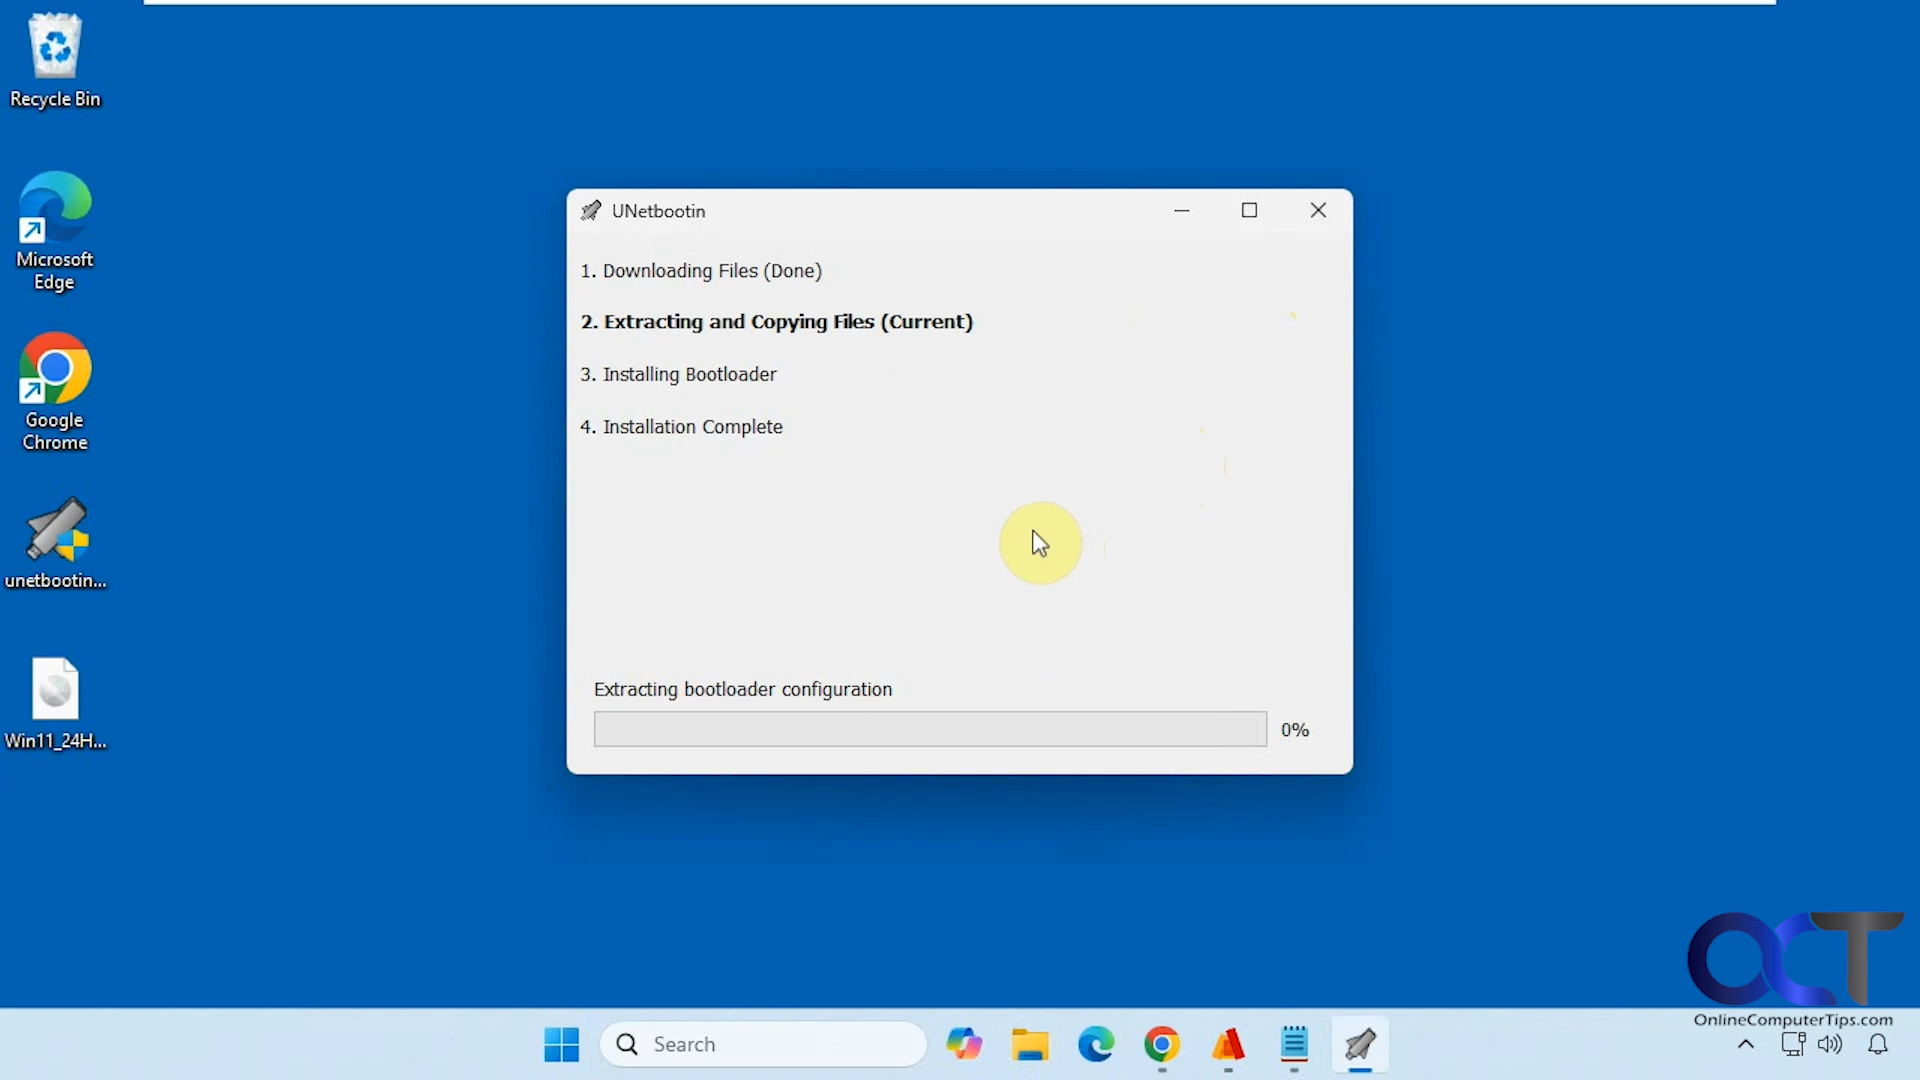 Recycle Bin
Microsoft
Edge
Google
Chrome
unetbootin...
Win11_24H...
UNetbootin
1. Downloading Files (Done)
2. Extracting and Copying Files (Current)
3. Installing Bootloader
4. Installation Complete
Extracting bootloader configuration
0%
OCT
OnlineComputerTips.com
Search